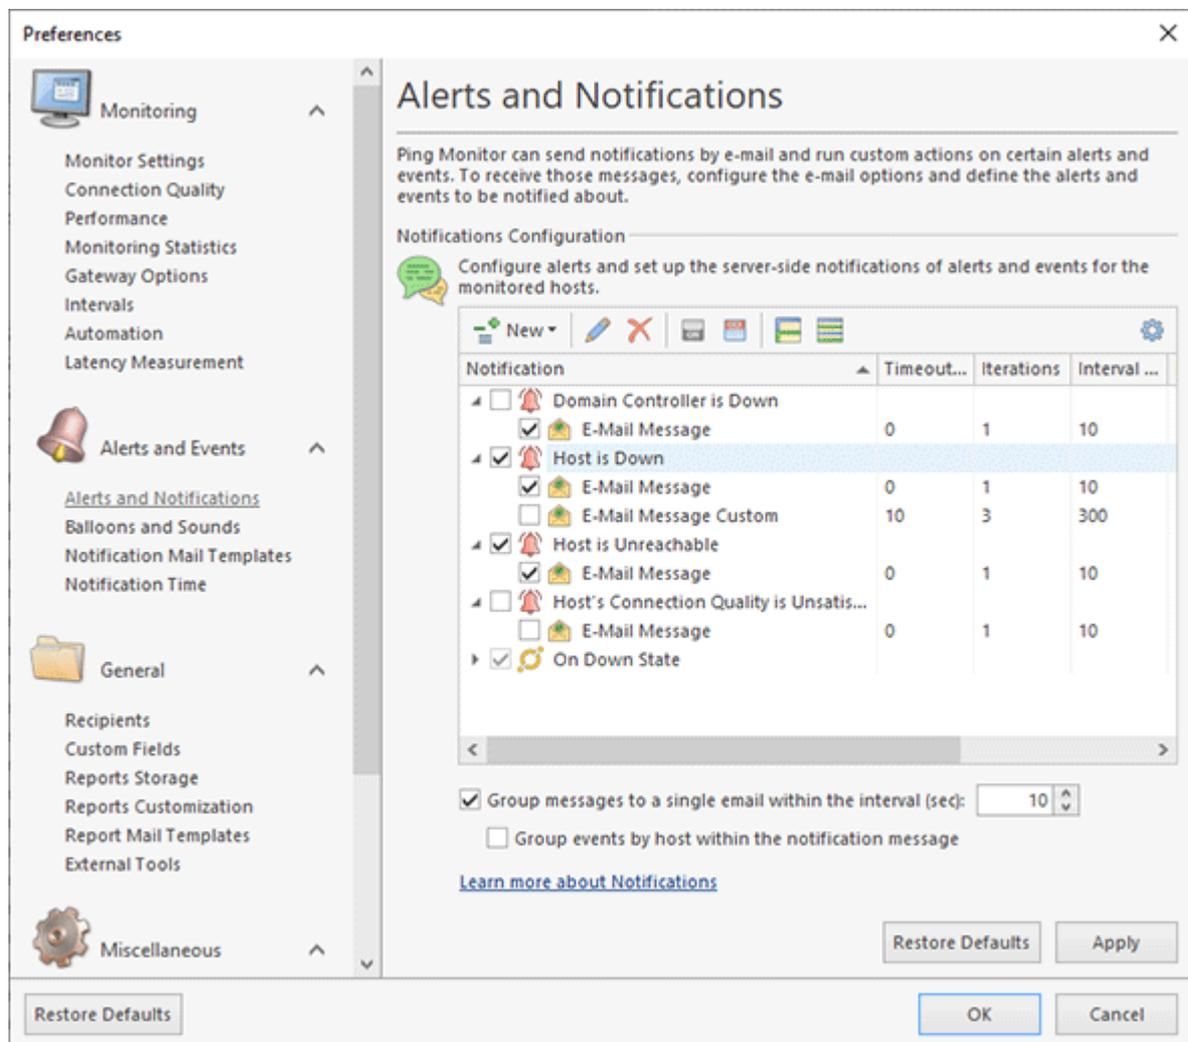 Preferences
Monitoring
Monitor Settings
Connection Quality
Performance
Monitoring Statistics
Gateway Options
Intervals
Automation
Latency Measurement
Alerts and Events
Alerts and Notifications
Balloons and Sounds
Notification Mail Templates
Notification Time
General
Recipients
Custom Fields
Reports Storage
Reports Customization
Report Mail Templates
External Tools
Miscellaneous
Alerts and Notifications
Ping Monitor can send notifications by e-mail and run custom actions on certain alerts and
events. To receive those messages, configure the e-mail options and define the alerts and
events to be notified about.
Notifications Configuration
Configure alerts and set up the server-side notifications of alerts and events for the
monitored hosts.
New
Notification Timeout... Iterations Interval ...
Domain Controller is Down
E-Mail Message 0 1 10
Host is Down
E-Mail Message 0 1 10
E-Mail Message Custom 10 3 300
Host is Unreachable
E-Mail Message 0 1 10
Host's Connection Quality is Unsatis...
E-Mail Message 0 1 10
On Down State
Group messages to a single email within the interval (sec): 10
Group events by host within the notification message
Learn more about Notifications
Restore Defaults Apply
Restore Defaults OK Cancel